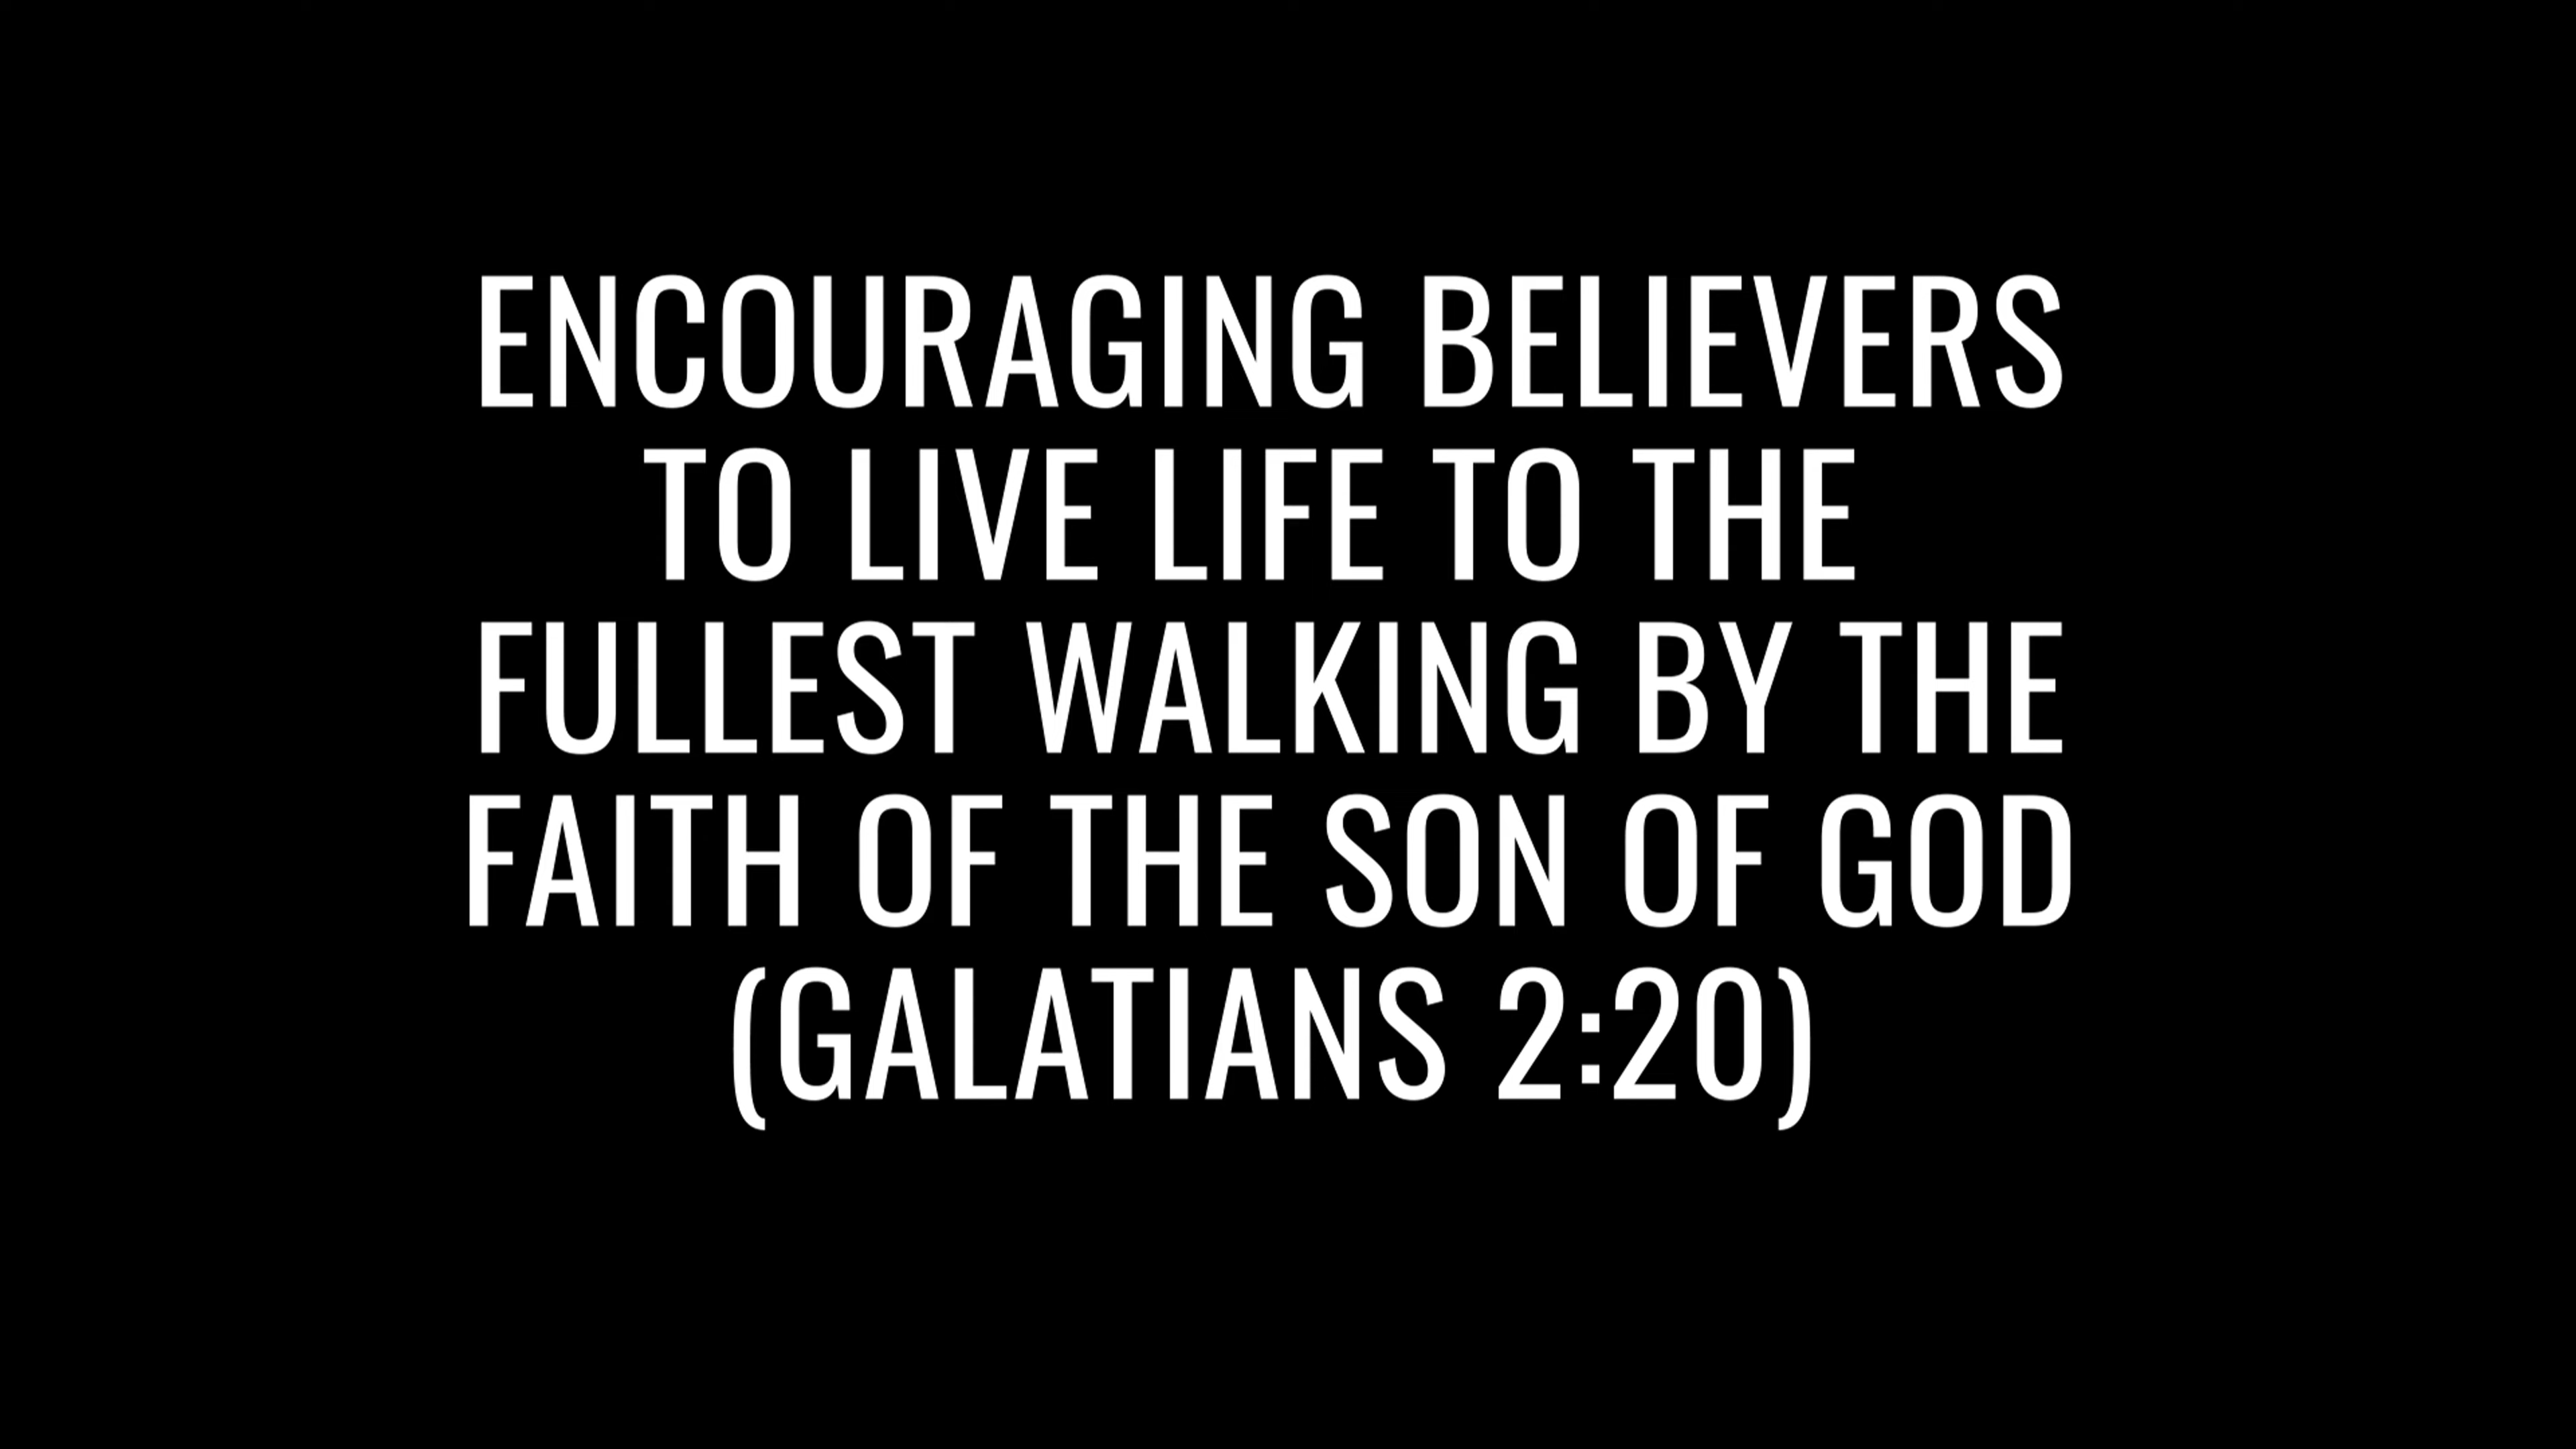 ENCOURAGING BELIEVERS
TO LIVE LIFE TO THE
FULLEST WALKING BY THE
FAITH OF THE SON OF GOD
(GALATIANS 2:20)